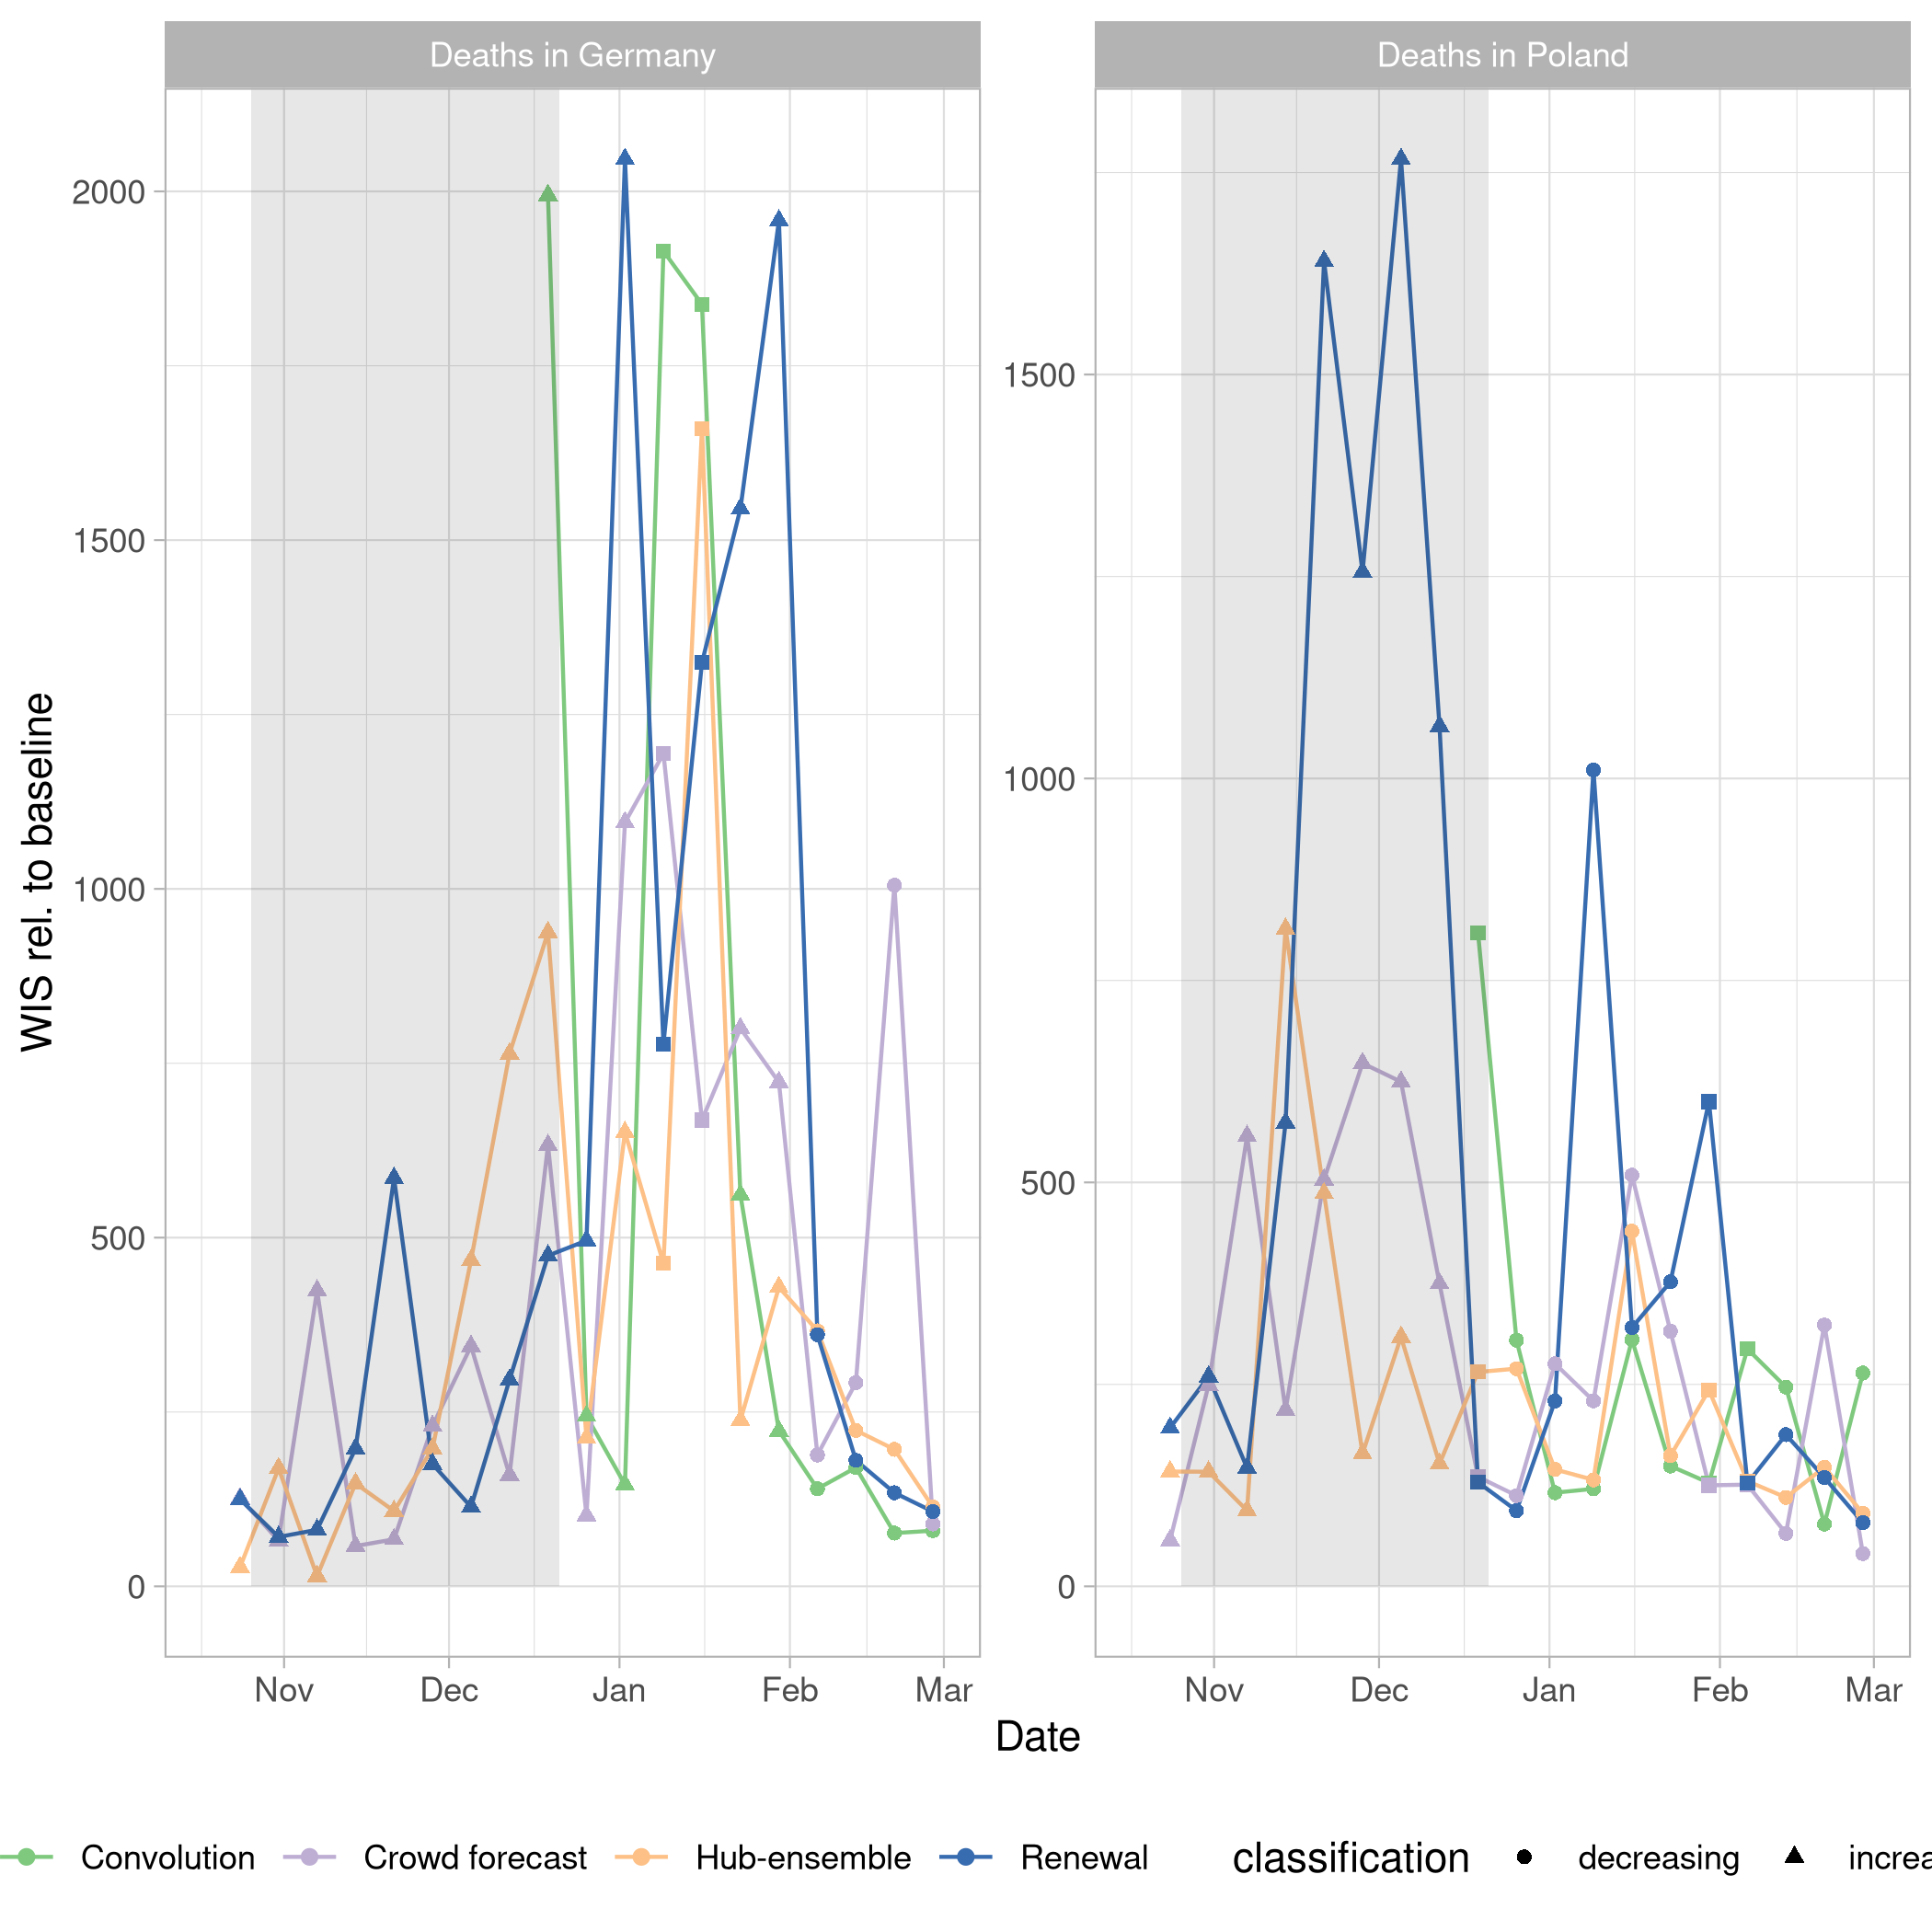 Deaths in Germany
Deaths in Poland
WIS rel. to baseline
2000
1500
1000
500
0
1500
1000
500
0
Nov Dec Jan Feb Mar
Nov Dec Jan Feb Mar
Date
Convolution Crowd forecast Hub-ensemble Renewal classification decreasing increa